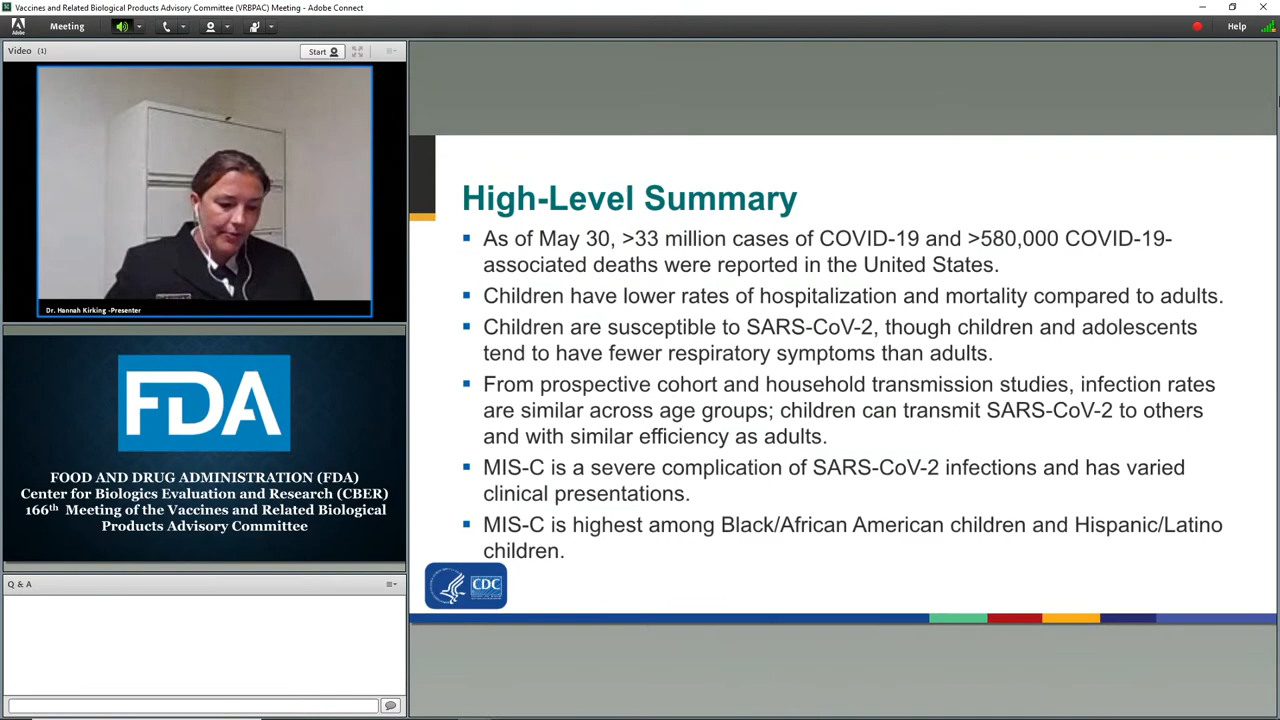 Vaccines and Related Biological Products Advisory Committee (VRBPAC) Meeting - Adobe Connect
Adobe
Meeting
Help
Video (1)
Start
Dr. Hannah Kirking -Presenter
FDA
FOOD AND DRUG ADMINISTRATION (FDA)
Center for Biologics Evaluation and Research (CBER)
166th Meeting of the Vaccines and Related Biological
Products Advisory Committee
Q & A
High-Level Summary
As of May 30, >33 million cases of COVID-19 and >580,000 COVID-19-
associated deaths were reported in the United States.
Children have lower rates of hospitalization and mortality compared to adults.
Children are susceptible to SARS-CoV-2, though children and adolescents
tend to have fewer respiratory symptoms than adults.
From prospective cohort and household transmission studies, infection rates
are similar across age groups; children can transmit SARS-CoV-2 to others
and with similar efficiency as adults.
MIS-C is a severe complication of SARS-CoV-2 infections and has varied
clinical presentations.
MIS-C is highest among Black/African American children and Hispanic/Latino
children.
CDC